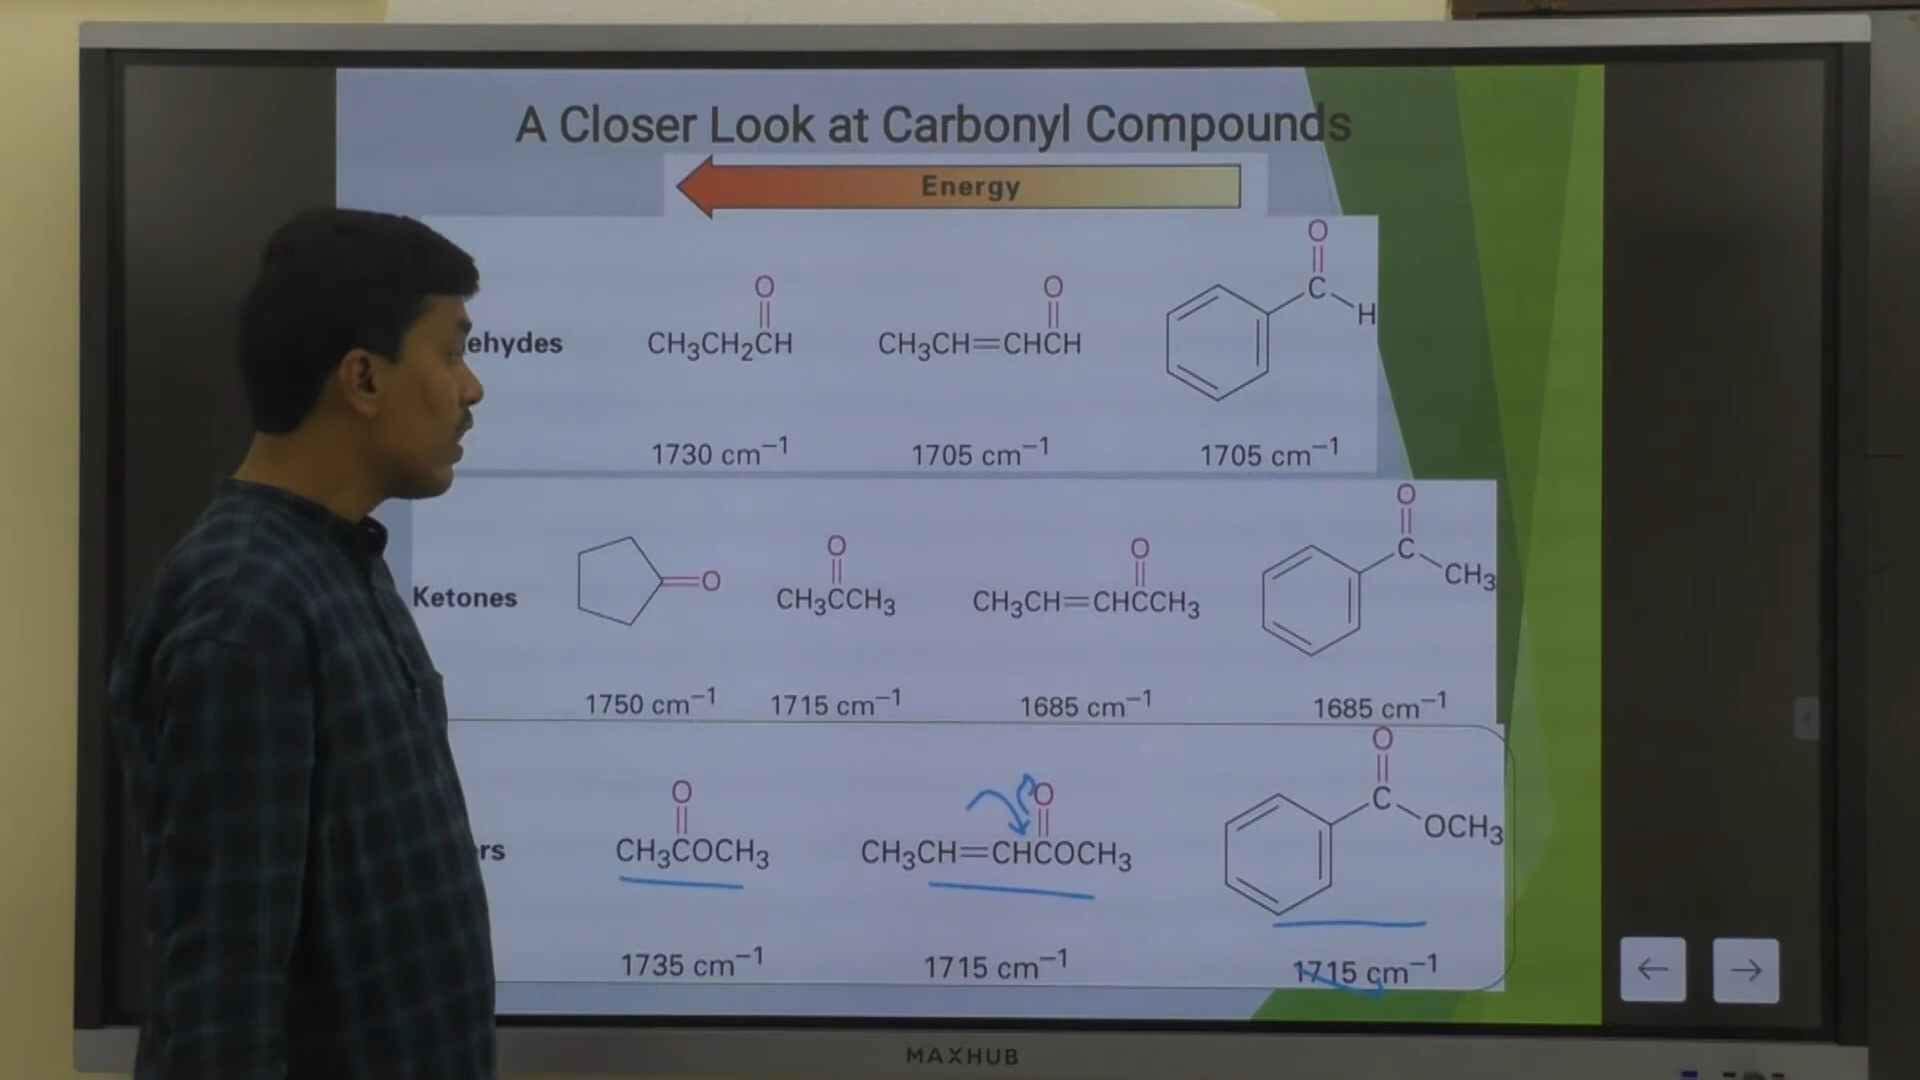 A Closer Look at Carbonyl Compounds
Energy
ehydes
O
CH₃CH₂CH
1730 cm⁻¹
O
CH₃CH=CHCH
1705 cm⁻¹
O
C
H
1705 cm⁻¹
Ketones
O
1750 cm⁻¹
O
CH₃CCH₃
1715 cm⁻¹
O
CH₃CH=CHCCH₃
1685 cm⁻¹
O
C
CH₃
1685 cm⁻¹
rs
O
CH₃COCH₃
1735 cm⁻¹
O
CH₃CH=CHCOCH₃
1715 cm⁻¹
O
C
OCH₃
1715 cm⁻¹
MAXHUB